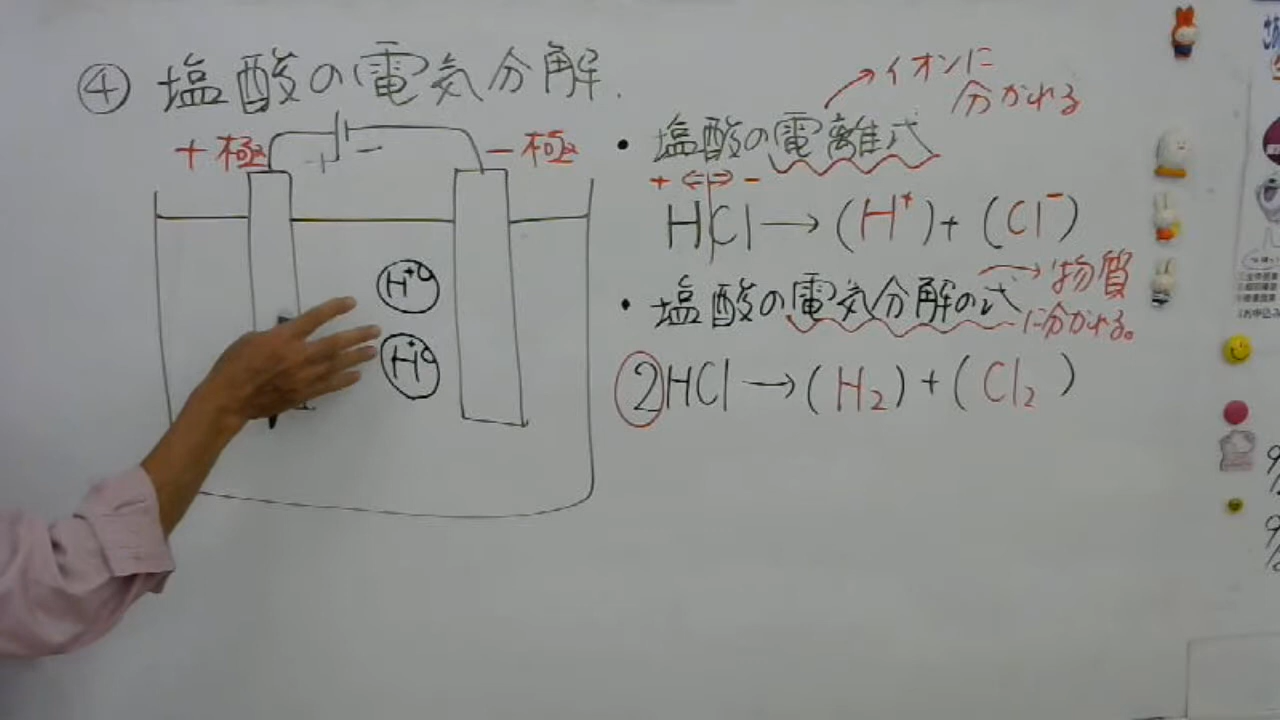 ④ 塩酸の電気分解.
+極
−極
+ −
H⁺
H⁺
イオンに
分かれる
・塩酸の電離式
+ ⇐ ⇒ −
HCl → (H⁺) + (Cl⁻)
物質
・塩酸の電気分解の式
に分かれる。
②HCl → (H₂) + (Cl₂)